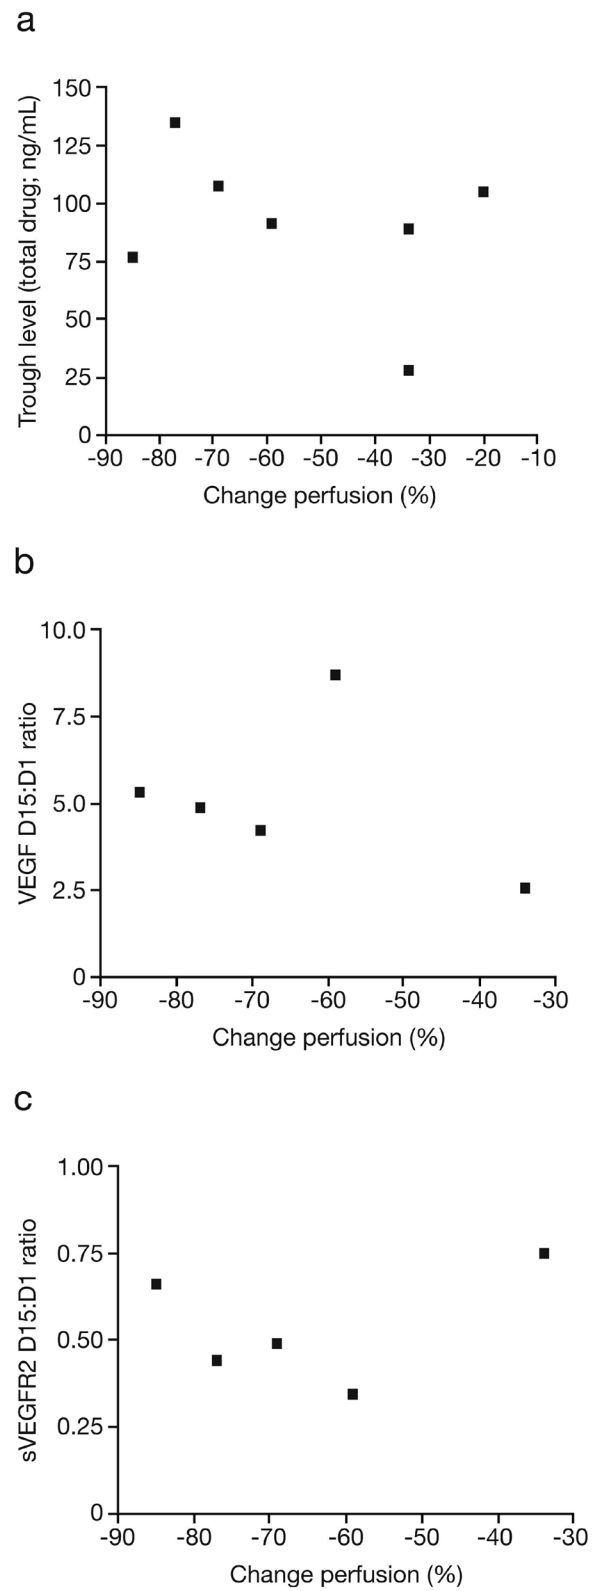 a
Trough level (total drug; ng/mL)
150
125
100
75
50
25
0
-90 -80 -70 -60 -50 -40 -30 -20 -10
Change perfusion (%)
b
VEGF D15:D1 ratio
10.0
7.5
5.0
2.5
0
-90 -80 -70 -60 -50 -40 -30
Change perfusion (%)
c
sVEGFR2 D15:D1 ratio
1.00
0.75
0.50
0.25
0
-90 -80 -70 -60 -50 -40 -30
Change perfusion (%)